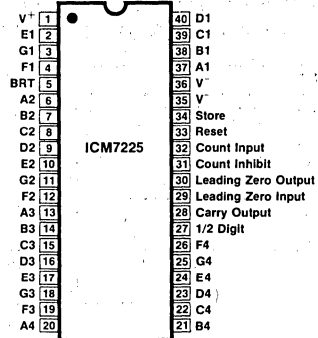 V+ 1 40 D1
E1 2 39 C1
G1 3 38 B1
F1 4 37 A1
BRT 5 36 V-
A2 6 35 V-
B2 7 34 Store
C2 8 33 Reset
D2 9 ICM7225 32 Count Input
E2 10 31 Count Inhibit
G2 11 30 Leading Zero Output
F2 12 29 Leading Zero Input
A3 13 28 Carry Output
B3 14 27 1/2 Digit
C3 15 26 F4
D3 16 25 G4
E3 17 24 E4
G3 18 23 D4
F3 19 22 C4
A4 20 21 B4